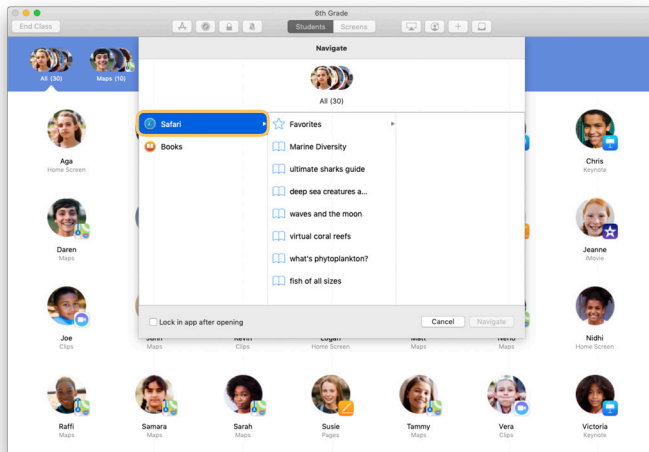 6th Grade
End Class
Students Screens
Navigate
All (30)
Maps (10)
All (30)
Safari
Favorites
Books
Marine Diversity
ultimate sharks guide
deep sea creatures a...
waves and the moon
virtual coral reefs
what's phytoplankton?
fish of all sizes
Lock in app after opening
Cancel
Navigate
Aga
Home Screen
Chris
Keynote
Daren
Maps
Jeanne
iMovie
Joe
Clips
John
Maps
Kevin
Clips
Logan
Home Screen
Matt
Maps
Nerio
Maps
Nidhi
Home Screen
Raffi
Maps
Samara
Maps
Sarah
Maps
Susie
Pages
Tammy
Maps
Vera
Clips
Victoria
Keynote